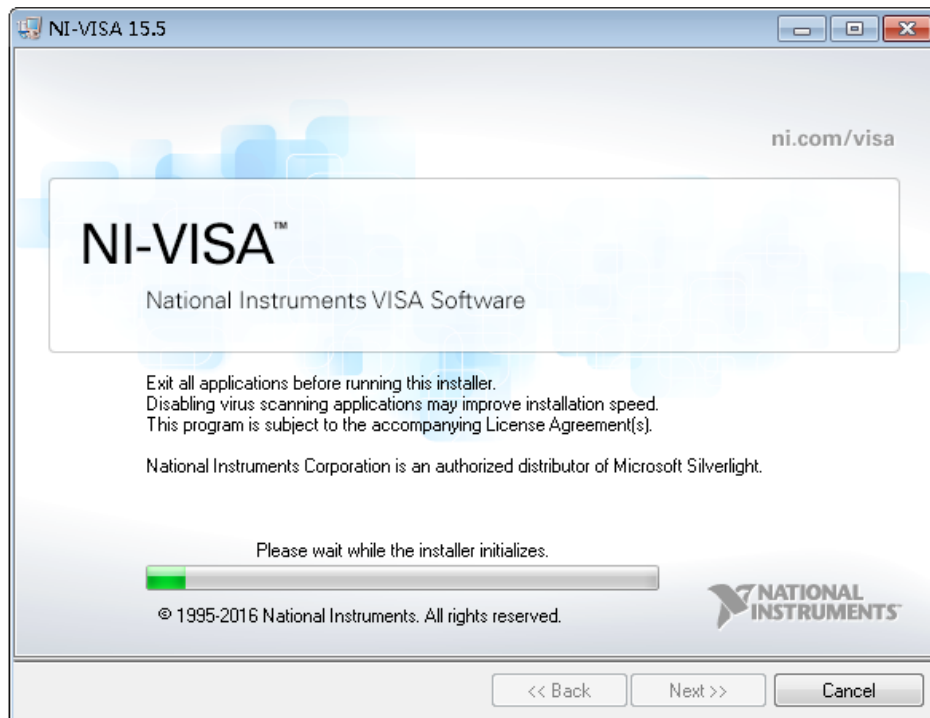 NI-VISA 15.5
ni.com/visa
NI-VISA™
National Instruments VISA Software
Exit all applications before running this installer.
Disabling virus scanning applications may improve installation speed.
This program is subject to the accompanying License Agreement(s).
National Instruments Corporation is an authorized distributor of Microsoft Silverlight.
Please wait while the installer initializes.
© 1995-2016 National Instruments. All rights reserved.
NATIONAL
INSTRUMENTS™
<< Back
Next >>
Cancel